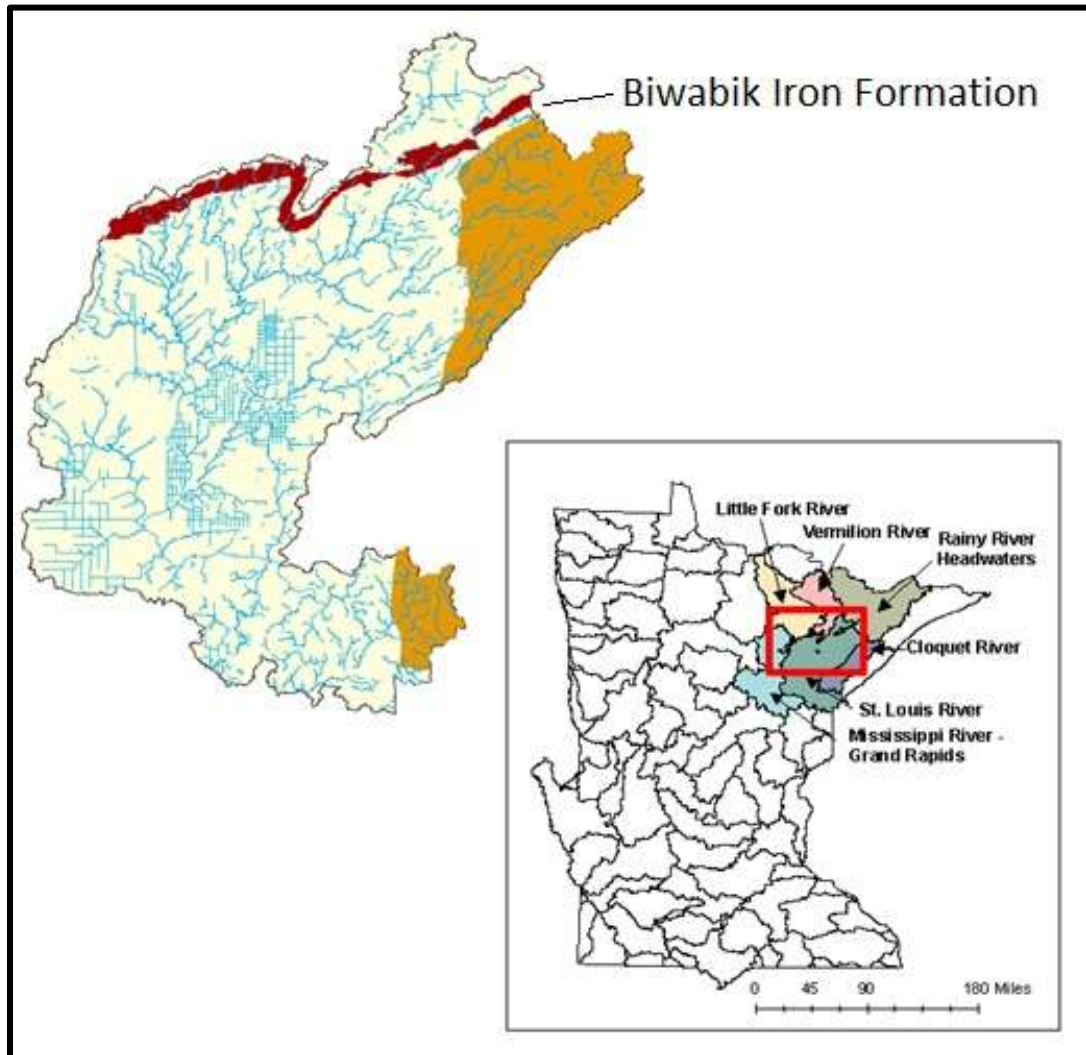 Biwabik Iron Formation
Little Fork River
Vermilion River
Rainy River
Headwaters
Cloquet River
St. Louis River
Mississippi River -
Grand Rapids
0 45 90 180 Miles